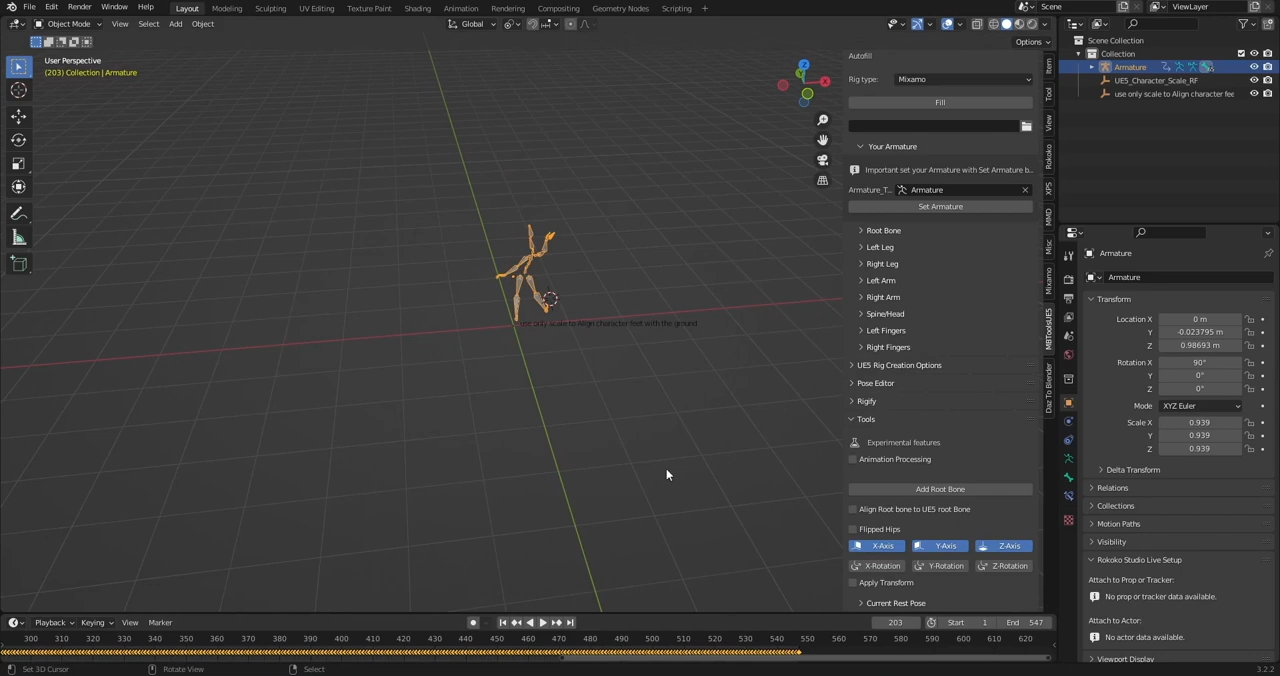 File Edit Render Window Help Layout Modeling Sculpting UV Editing Texture Paint Shading Animation Rendering Compositing Geometry Nodes Scripting Scene ViewLayer
Object Mode View Select Add Object Global
Options
User Perspective
(203) Collection | Armature
X
Y
Z
use only scale to Align character feet with the ground
Autofill
Rig type: Mixamo
Fill
Your Armature
Important set your Armature with Set Armature b...
Armature_T... Armature
Set Armature
Root Bone
Left Leg
Right Leg
Left Arm
Right Arm
Spine/Head
Left Fingers
Right Fingers
UE5 Rig Creation Options
Pose Editor
Rigify
Tools
Experimental features
Animation Processing
Add Root Bone
Align Root bone to UE5 root Bone
Flipped Hips
X-Axis Y-Axis Z-Axis
X-Rotation Y-Rotation Z-Rotation
Apply Transform
Current Rest Pose
Item
Tool
View
Rokoko
XPS
MMD
Misc
Mixamo
MBToolsUE5
Daz To Blender
Scene Collection
Collection
Armature
UE5_Character_Scale_RF
use only scale to Align character fee
Armature
Armature
Transform
Location X 0 m
Y -0.023795 m
Z 0.98693 m
Rotation X 90°
Y 0°
Z 0°
Mode XYZ Euler
Scale X 0.939
Y 0.939
Z 0.939
Delta Transform
Relations
Collections
Motion Paths
Visibility
Rokoko Studio Live Setup
Attach to Prop or Tracker:
No prop or tracker data available.
Attach to Actor:
No actor data available.
Viewport Display
Playback Keying View Marker 203 Start 1 End 547
300 310 320 330 340 350 360 370 380 390 400 410 420 430 440 450 460 470 480 490 500 510 520 530 540 550 560 570 580 590 600 610 620
Set 3D Cursor Rotate View Select 3.2.2